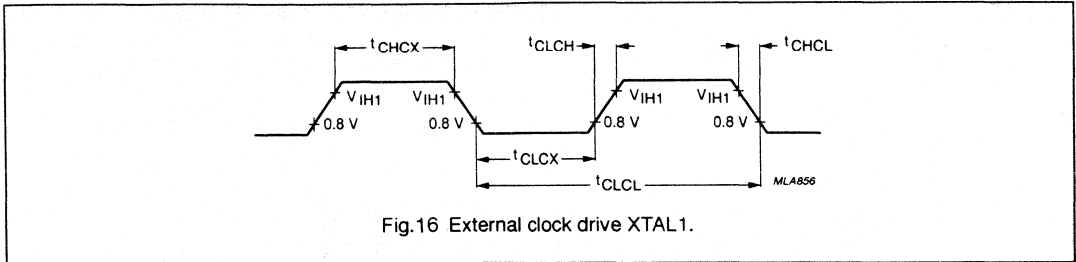 tCHCX tCLCH tCHCL
VIH1 VIH1 VIH1 VIH1
0.8 V 0.8 V 0.8 V 0.8 V
tCLCX
tCLCL
MLA856
Fig.16 External clock drive XTAL1.